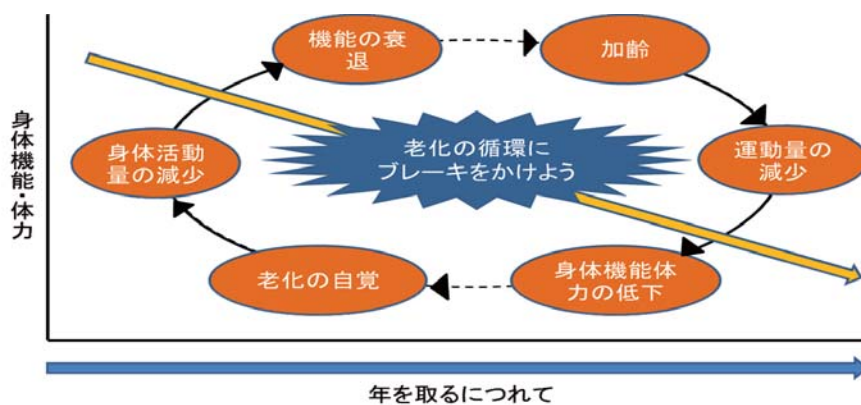 機能の衰
退
加齢
身体機能・体力
身体活動
量の減少
老化の循環に
ブレーキをかけよう
運動量の
減少
老化の自覚
身体機能体
力の低下
年を取るにつれて